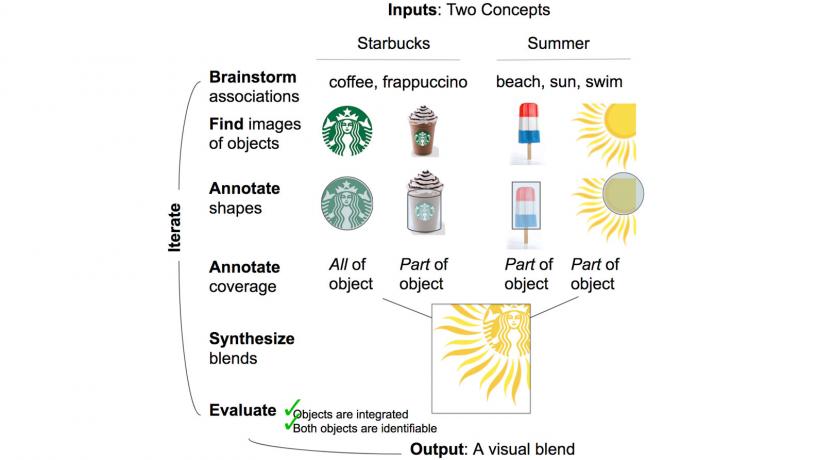 Inputs: Two Concepts
Starbucks
Summer
Brainstorm
associations
coffee, frappuccino
beach, sun, swim
Find images
of objects
Annotate
shapes
Iterate
Annotate
coverage
All of
object
Part of
object
Part of
object
Part of
object
Synthesize
blends
Evaluate
Objects are integrated
Both objects are identifiable
Output: A visual blend